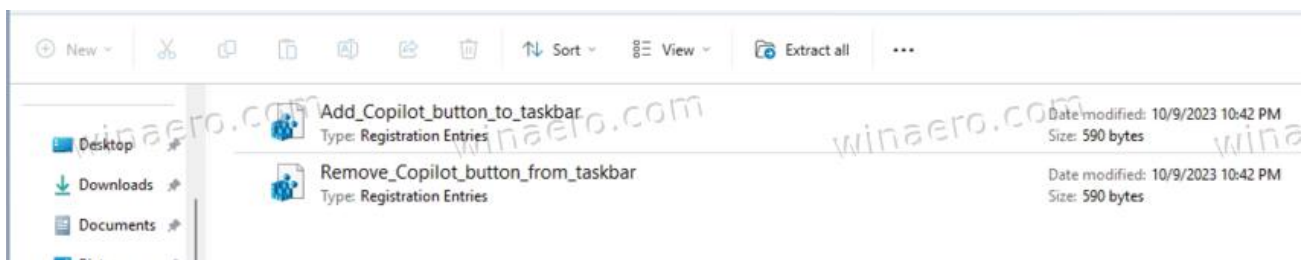 New Sort View Extract all ...
Add_Copilot_button_to_taskbar
Type: Registration Entries
Date modified: 10/9/2023 10:42 PM
Size: 590 bytes
Remove_Copilot_button_from_taskbar
Type: Registration Entries
Date modified: 10/9/2023 10:42 PM
Size: 590 bytes
Desktop
Downloads
Documents
winaero.com
winaero.com
winaero.com
wina